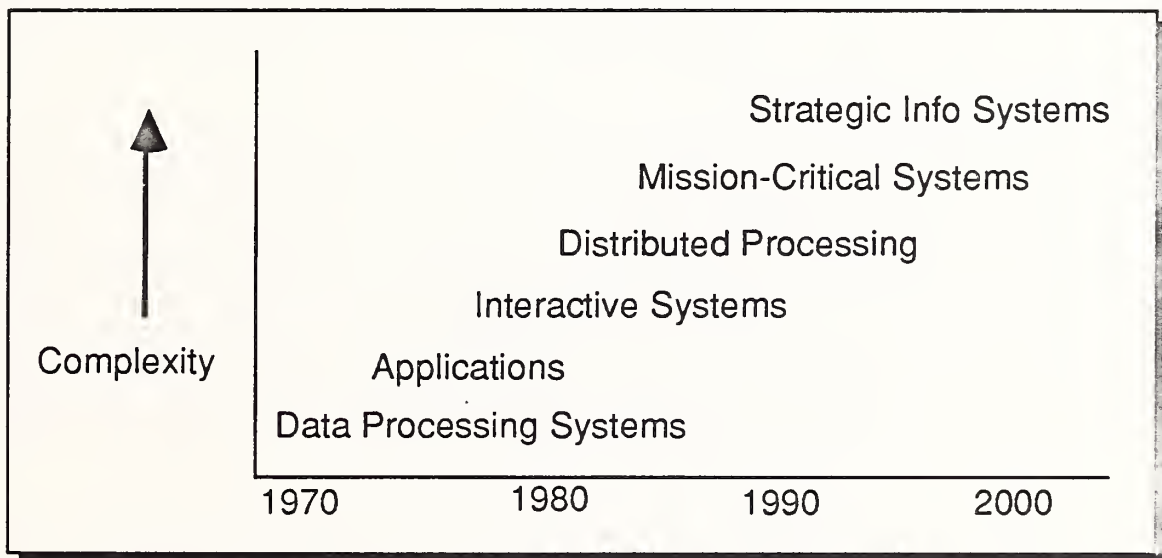 Strategic Info Systems
Mission-Critical Systems
Distributed Processing
Interactive Systems
Complexity
Applications
Data Processing Systems
1970 1980 1990 2000